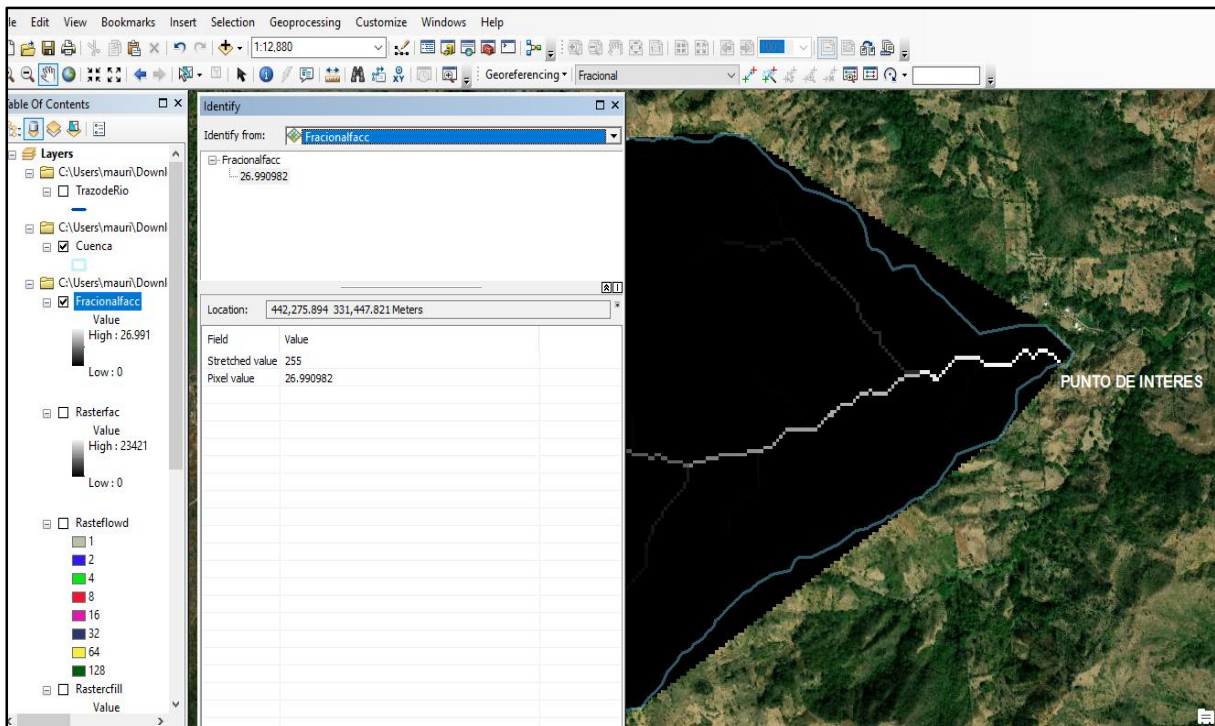 le Edit View Bookmarks Insert Selection Geoprocessing Customize Windows Help
1:12,880
100%
Georeferencing Fracional
Table Of Contents
Layers
C:\Users\mauri\Downl
TrazodeRio
C:\Users\mauri\Downl
Cuenca
C:\Users\mauri\Downl
Fracionalfacc
Value
High : 26.991
Low : 0
Rasterfac
Value
High : 23421
Low : 0
Rasteflowd
1
2
4
8
16
32
64
128
Rastercfill
Value
Identify
Identify from: Fracionalfacc
Fracionalfacc
26.990982
Location: 442,275.894 331,447.821 Meters
Field Value
Stretched value 255
Pixel value 26.990982
PUNTO DE INTERES